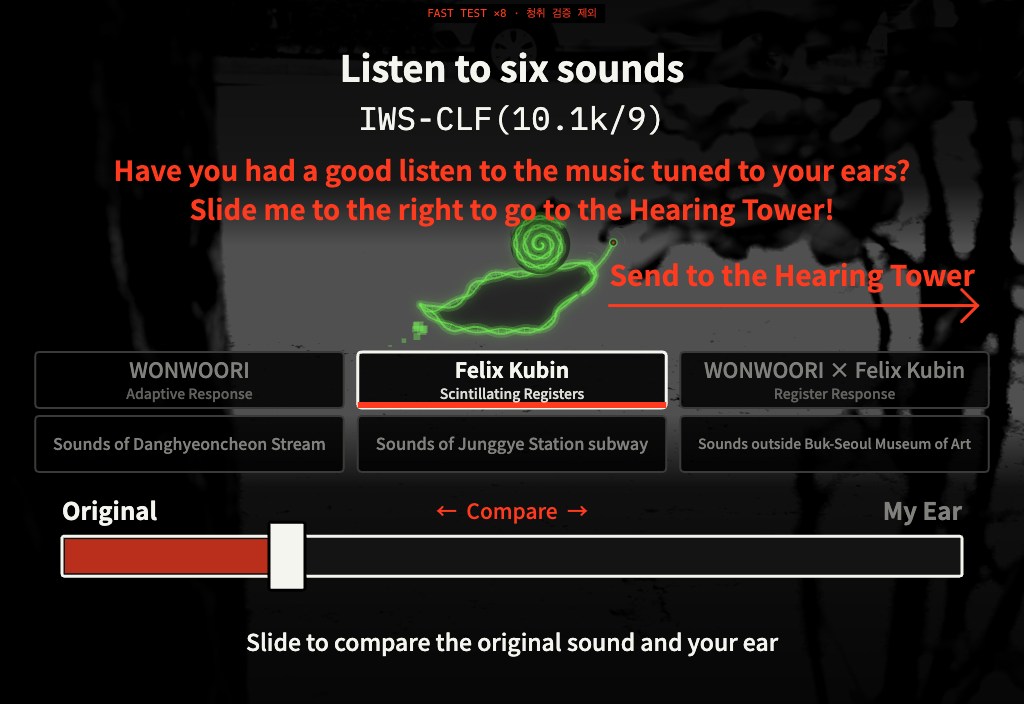 FAST TEST ×8 · 청취 검증 제외
Listen to six sounds
IWS-CLF(10.1k/9)
Have you had a good listen to the music tuned to your ears?
Slide me to the right to go to the Hearing Tower!
Send to the Hearing Tower
WONWOORI
Adaptive Response
Felix Kubin
Scintillating Registers
WONWOORI × Felix Kubin
Register Response
Sounds of Danghyeoncheon Stream
Sounds of Junggye Station subway
Sounds outside Buk-Seoul Museum of Art
Original
← Compare →
My Ear
Slide to compare the original sound and your ear